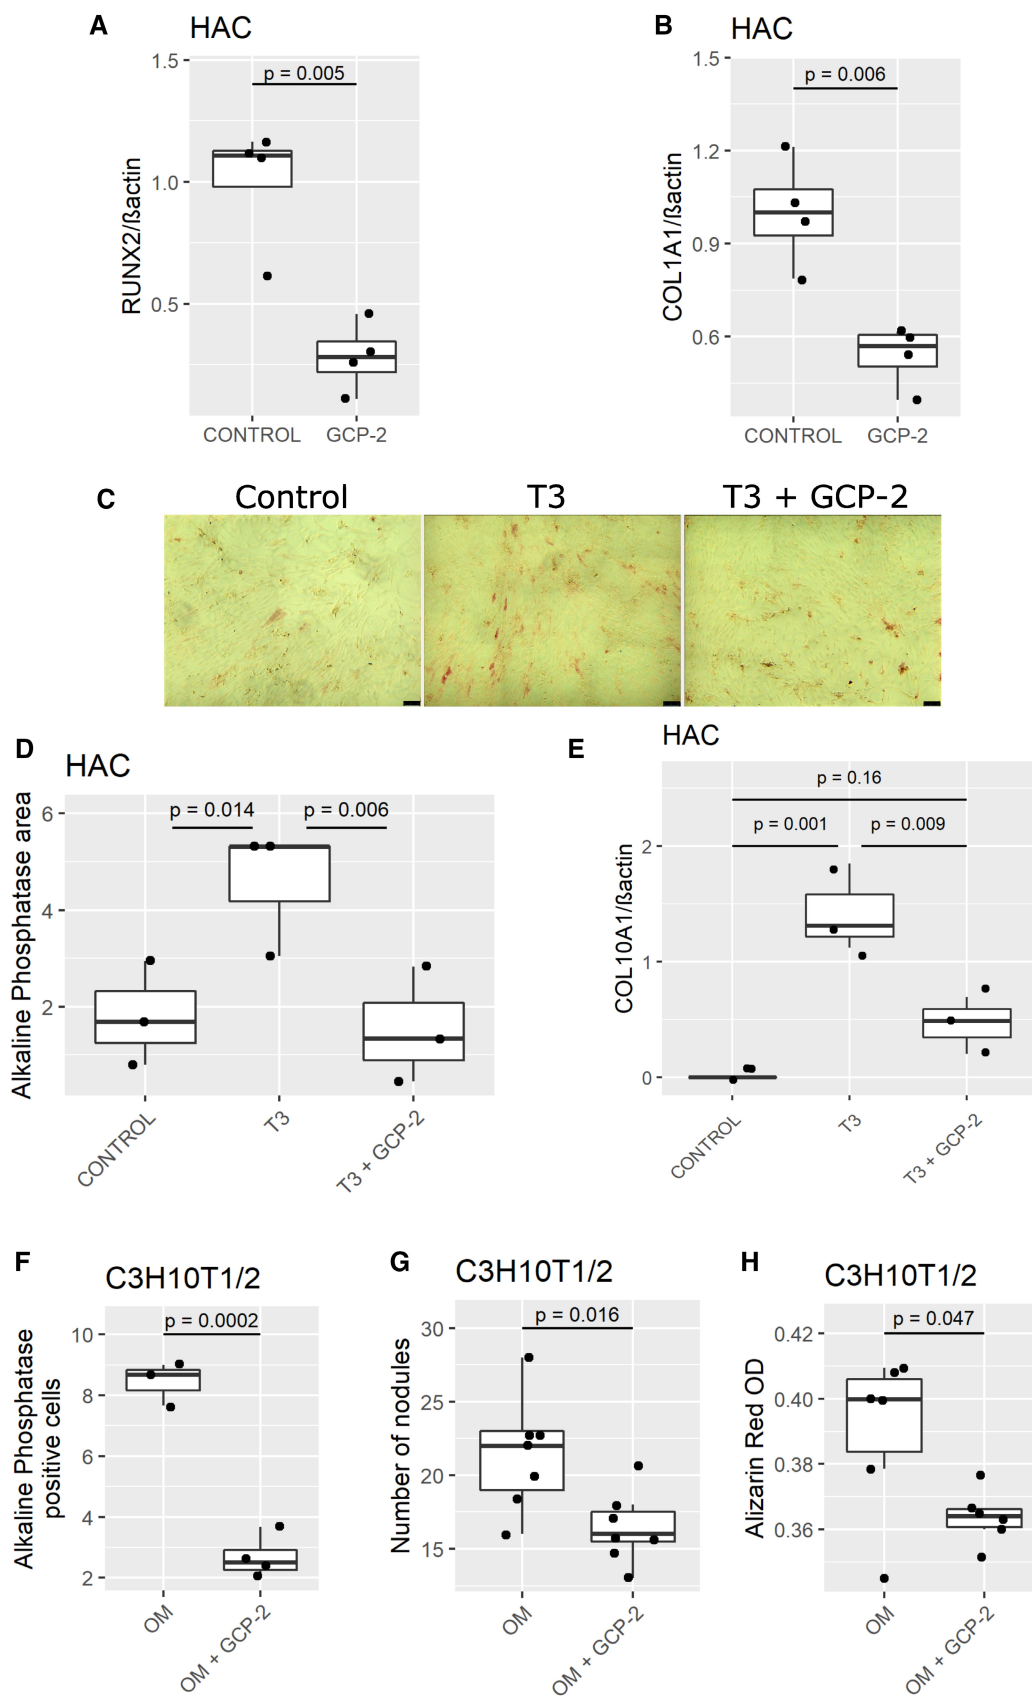 A
HAC
RUNX2/ßactin
1.5
1.0
0.5
p = 0.005
CONTROL
GCP-2
B
HAC
COL1A1/ßactin
1.5
1.2
0.9
0.6
p = 0.006
CONTROL
GCP-2
C
Control
T3
T3 + GCP-2
D
HAC
Alkaline Phosphatase area
6
4
2
p = 0.014
p = 0.006
CONTROL
T3
T3 + GCP-2
E
HAC
COL10A1/ßactin
2
1
0
p = 0.16
p = 0.001
p = 0.009
CONTROL
T3
T3 + GCP-2
F
C3H10T1/2
Alkaline Phosphatase
positive cells
10
8
6
4
2
p = 0.0002
OM
OM + GCP-2
G
C3H10T1/2
Number of nodules
30
25
20
15
p = 0.016
OM
OM + GCP-2
H
C3H10T1/2
Alizarin Red OD
0.42
0.40
0.38
0.36
p = 0.047
OM
OM + GCP-2